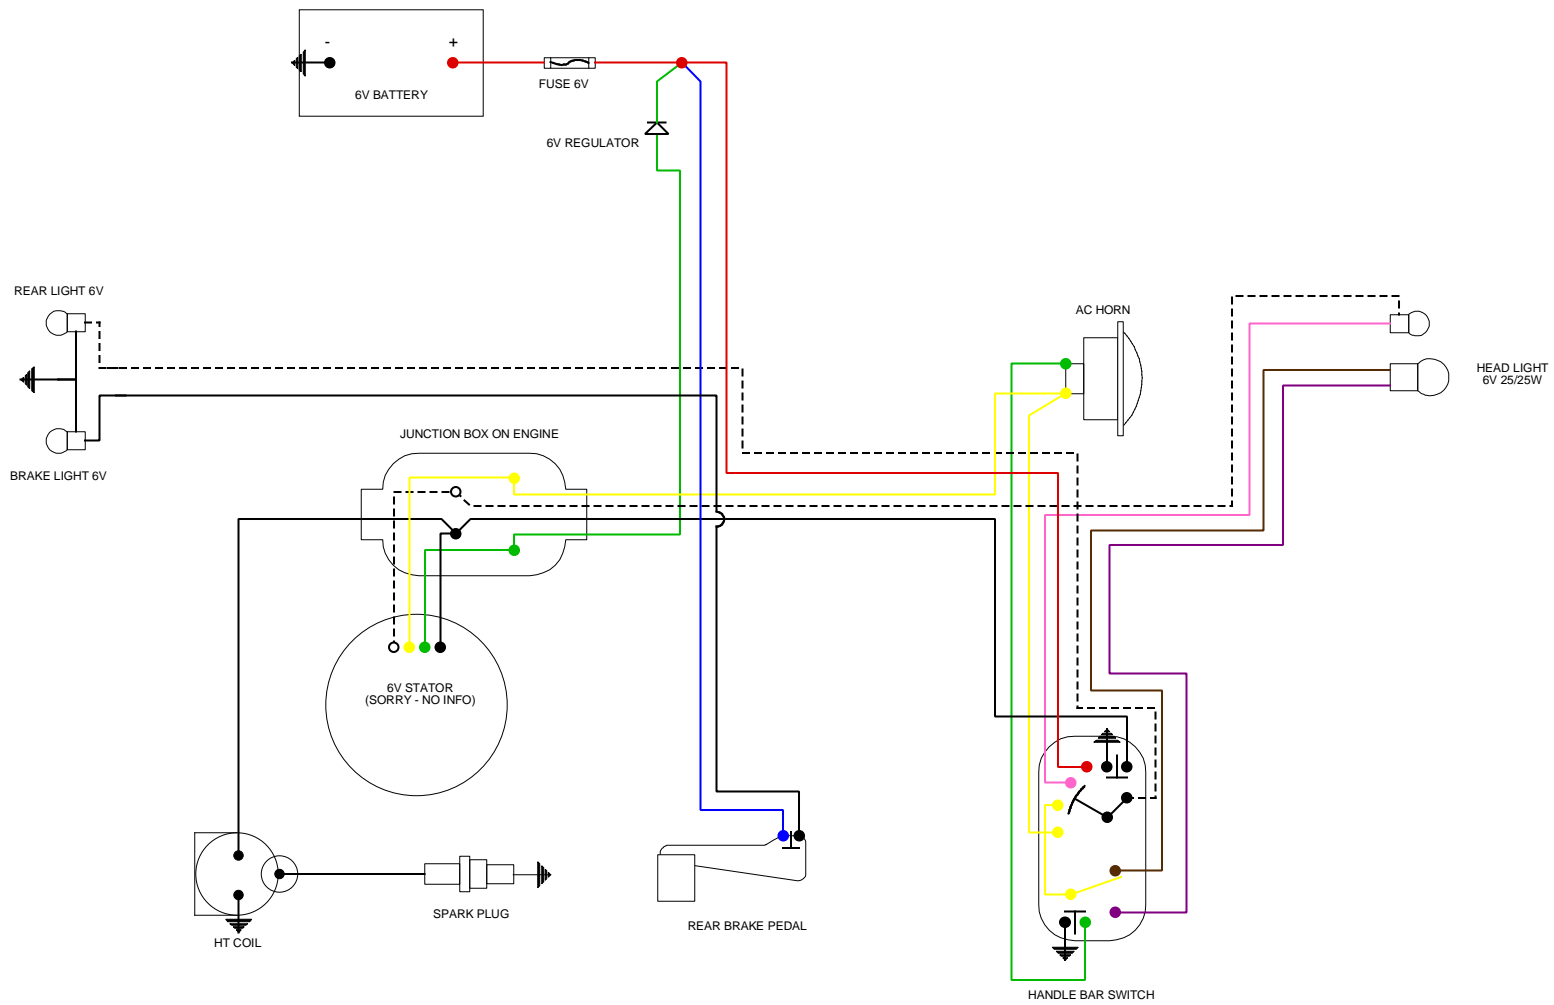 -
+
6V BATTERY
FUSE 6V
6V REGULATOR
REAR LIGHT 6V
AC HORN
HEAD LIGHT
6V 25/25W
JUNCTION BOX ON ENGINE
BRAKE LIGHT 6V
6V STATOR
(SORRY - NO INFO)
SPARK PLUG
REAR BRAKE PEDAL
HT COIL
HANDLE BAR SWITCH